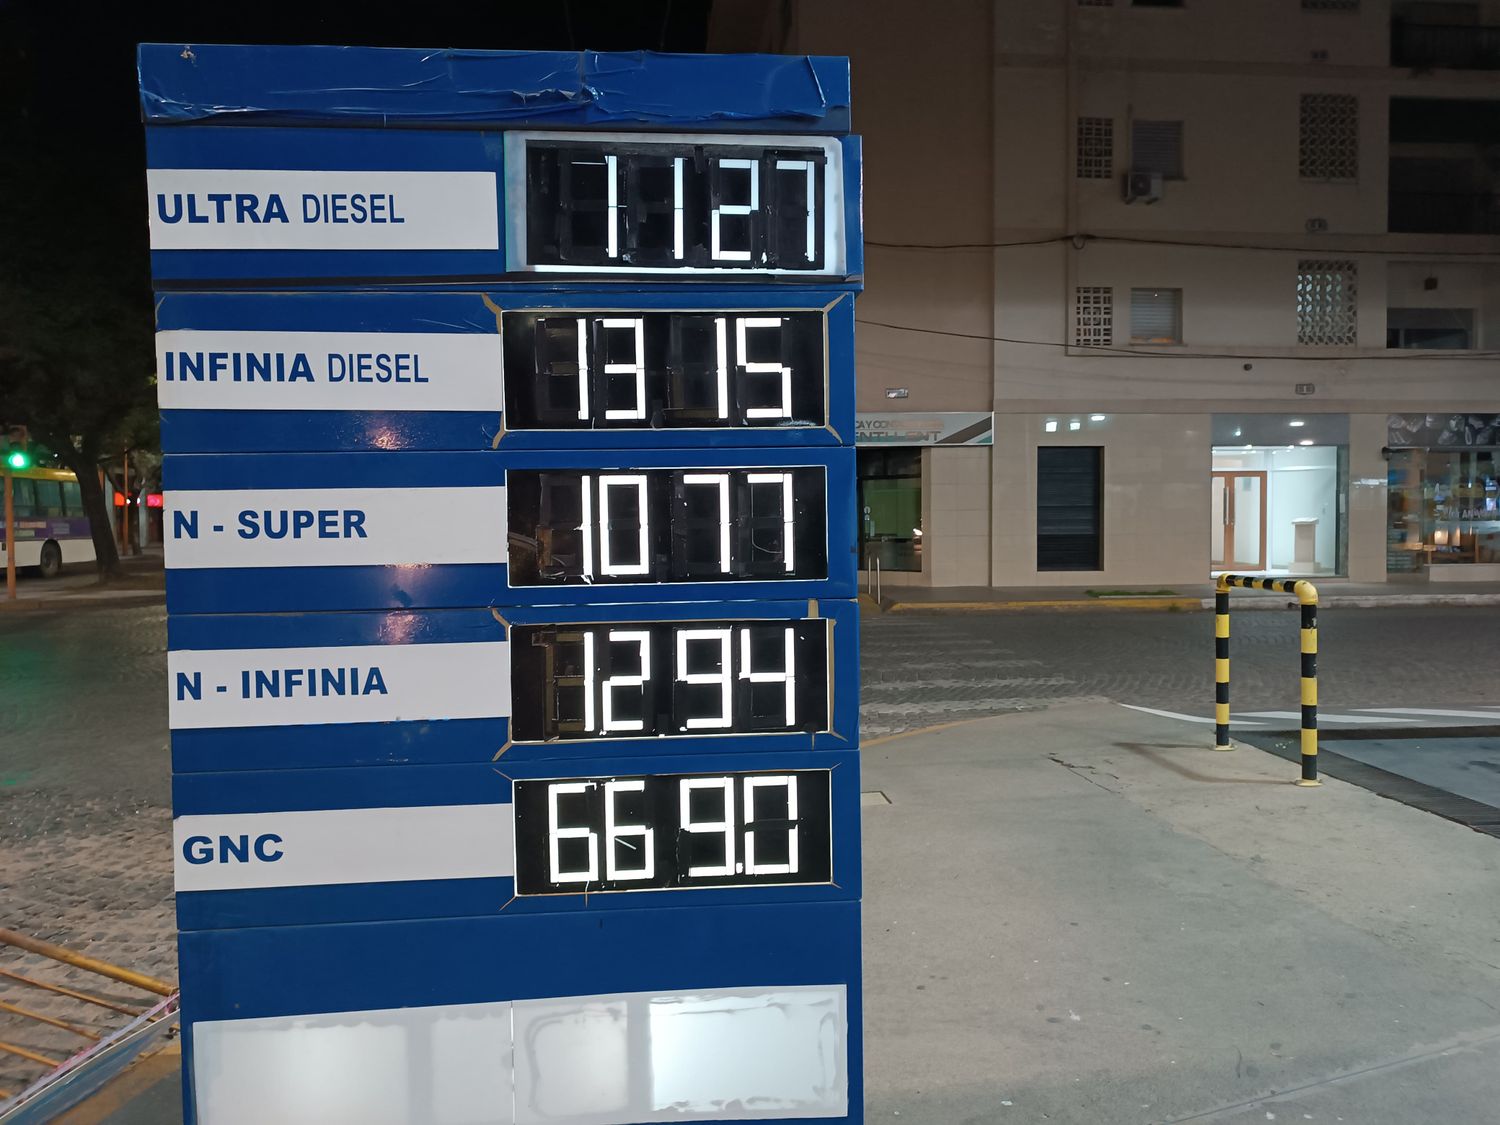 ULTRA DIESEL 1127
INFINIA DIESEL 1315
N - SUPER 1077
N - INFINIA 1294
GNC 669.0